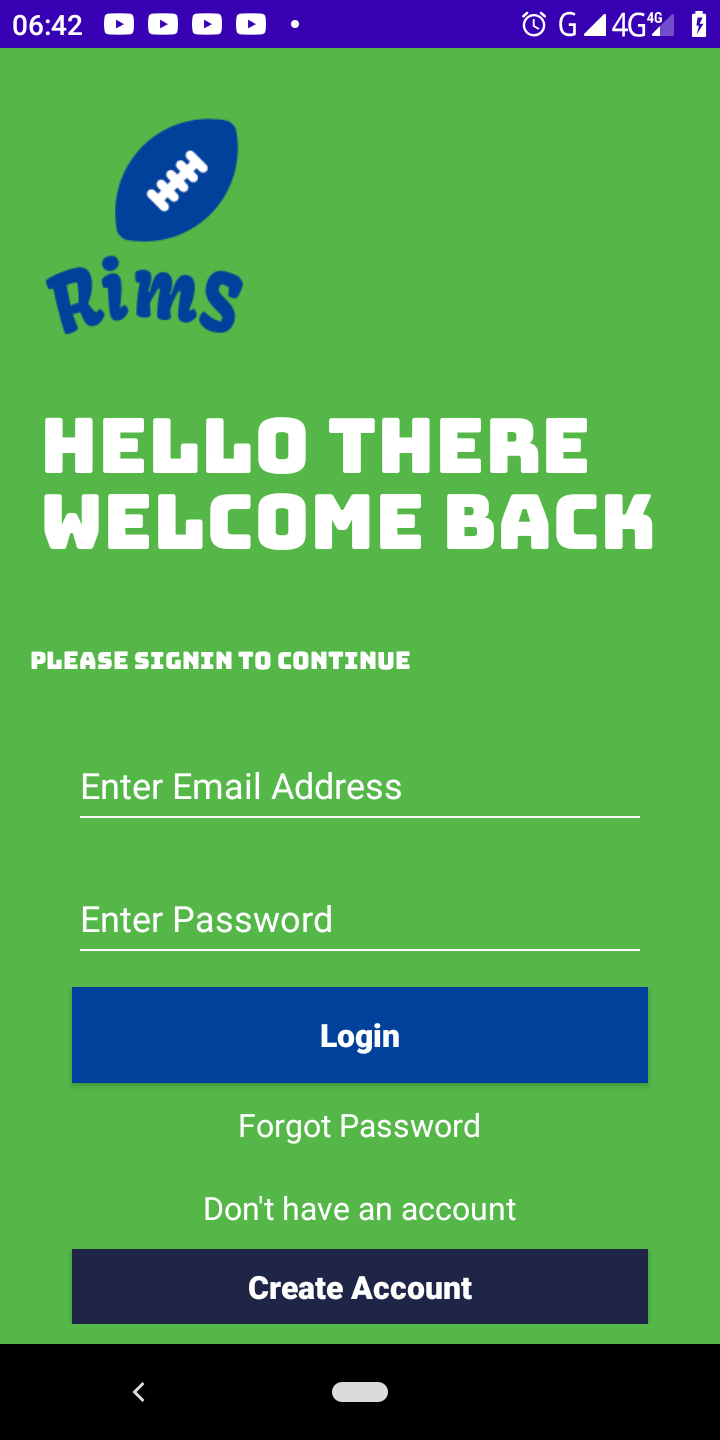 06:42
G 4G 4G
Rims
HELLO THERE
WELCOME BACK
PLEASE SIGNIN TO CONTINUE
Enter Email Address
Enter Password
Login
Forgot Password
Don't have an account
Create Account